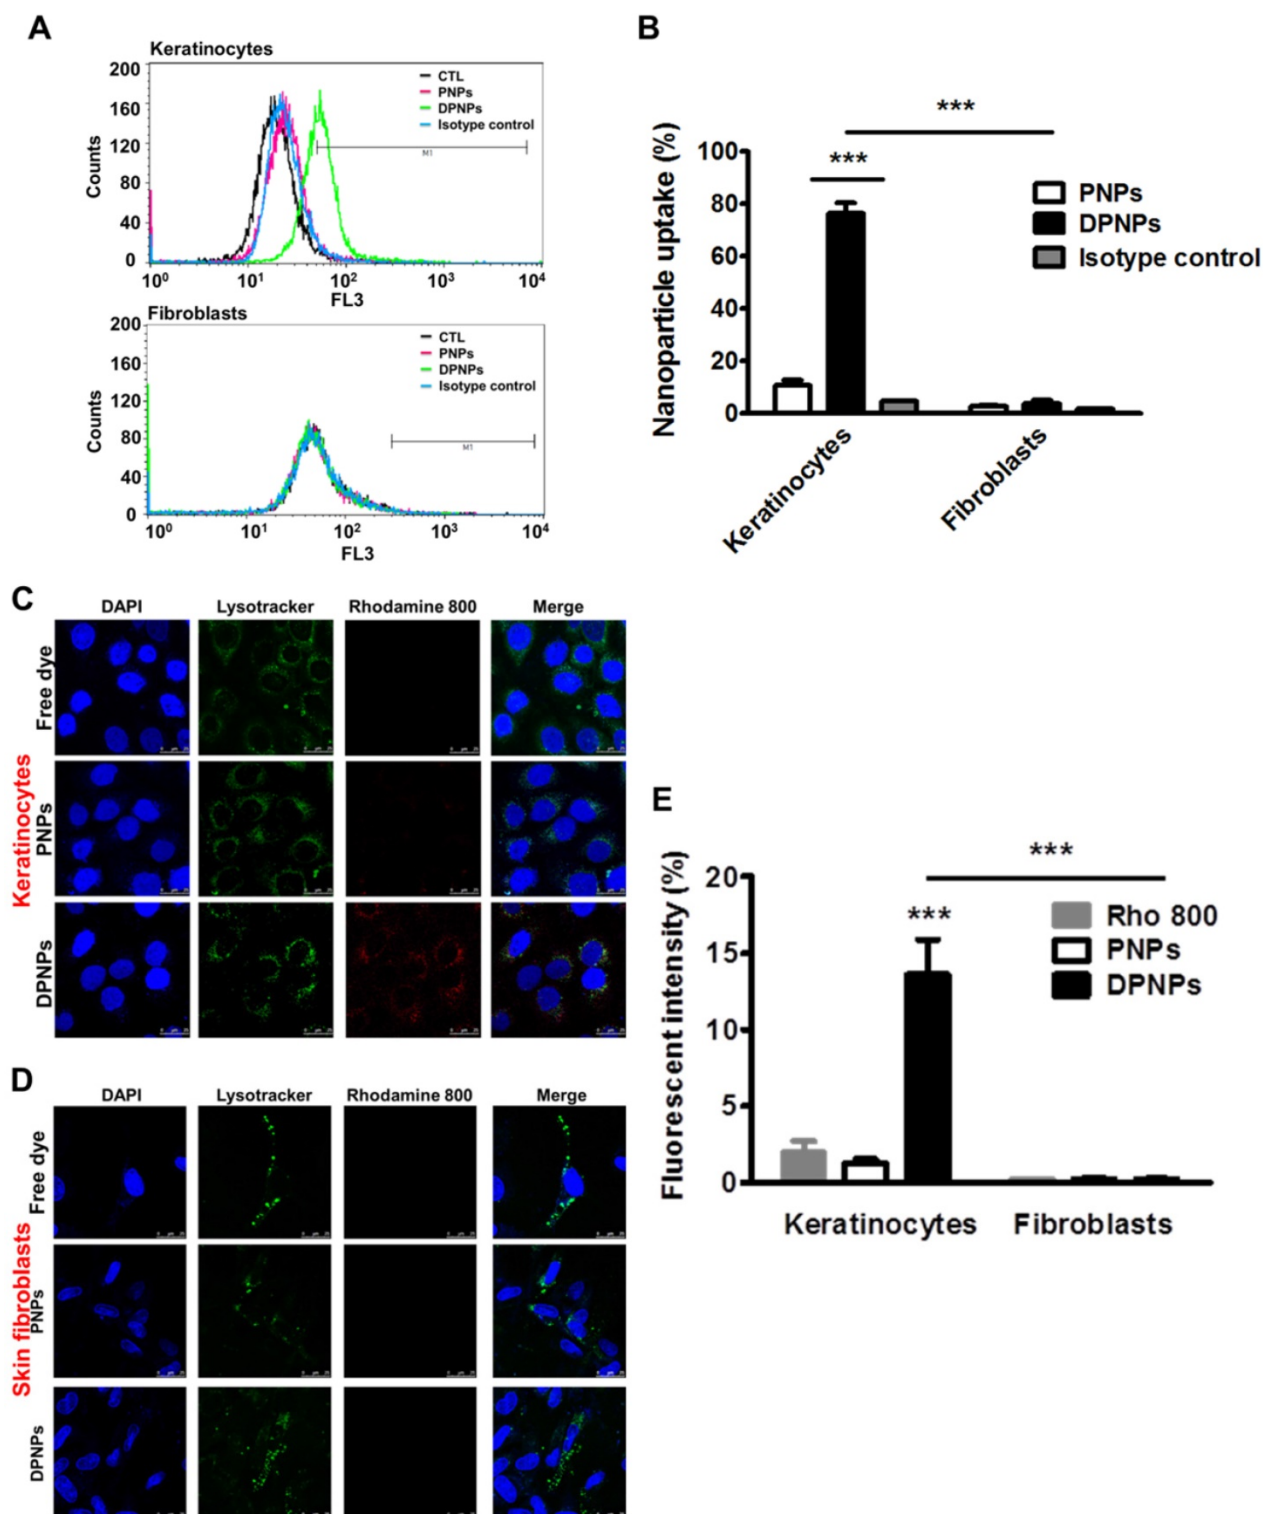 A
Keratinocytes
200
160
120
80
40
0
Counts
CTL
PNPs
DPNPs
Isotype control
M1
10⁰ 10¹ 10² 10³ 10⁴
FL3
Fibroblasts
200
160
120
80
40
0
Counts
CTL
PNPs
DPNPs
Isotype control
M1
10⁰ 10¹ 10² 10³ 10⁴
FL3
B
Nanoparticle uptake (%)
100
80
60
40
20
0
***
***
PNPs
DPNPs
Isotype control
Keratinocytes
Fibroblasts
C
DAPI Lysotracker Rhodamine 800 Merge
Keratinocytes
Free dye
PNPs
DPNPs
D
DAPI Lysotracker Rhodamine 800 Merge
Skin fibroblasts
Free dye
PNPs
DPNPs
E
Fluorescent intensity (%)
20
15
10
5
0
***
***
Rho 800
PNPs
DPNPs
Keratinocytes Fibroblasts